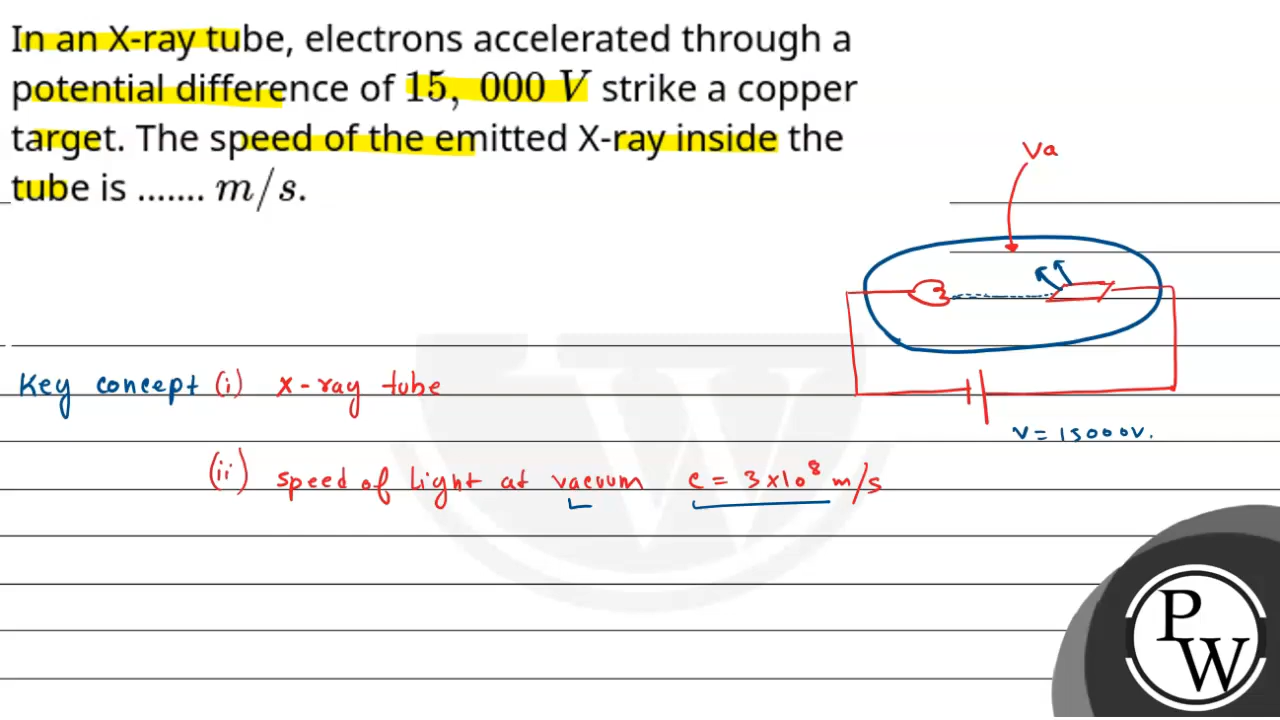 In an X-ray tube, electrons accelerated through a
potential difference of 15, 000 V strike a copper
target. The speed of the emitted X-ray inside the
tube is ....... m/s.
Va
Key concept (i) X-ray tube
V = 15000V.
(ii) Speed of light at vacuum c = 3×10⁸ m/s
P
W